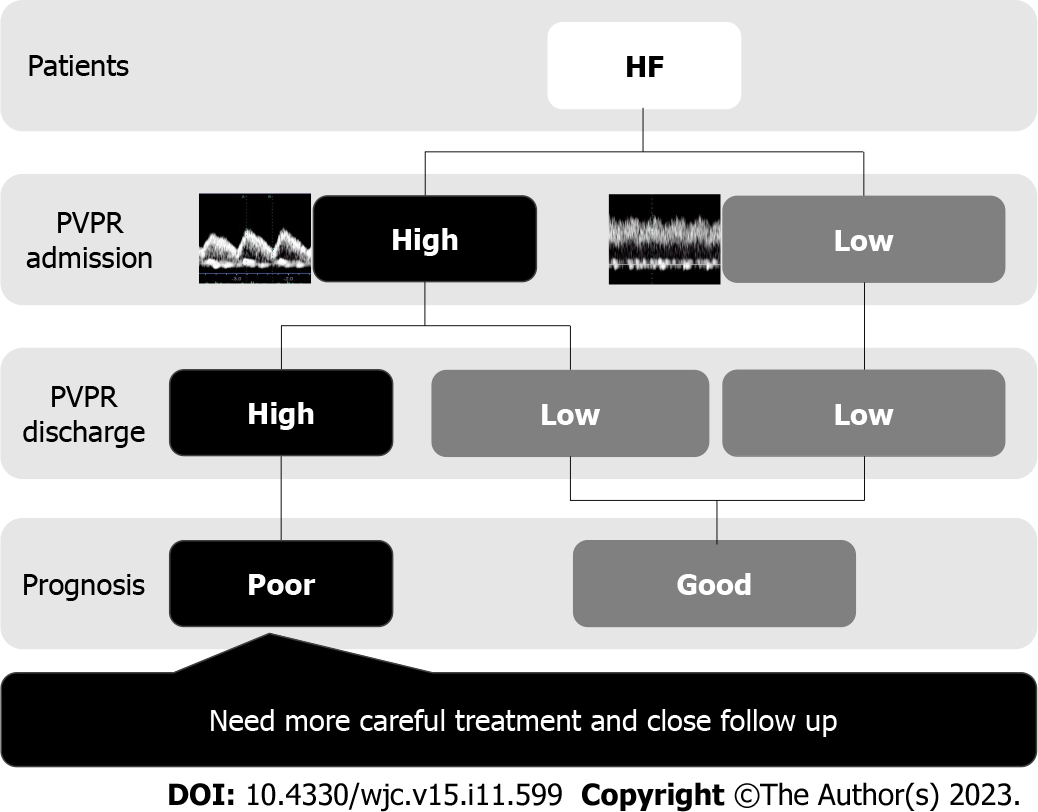 Patients
HF
PVPR
admission
High
Low
PVPR
discharge
High
Low
Low
Prognosis
Poor
Good
Need more careful treatment and close follow up
DOI: 10.4330/wjc.v15.i11.599 Copyright ©The Author(s) 2023.